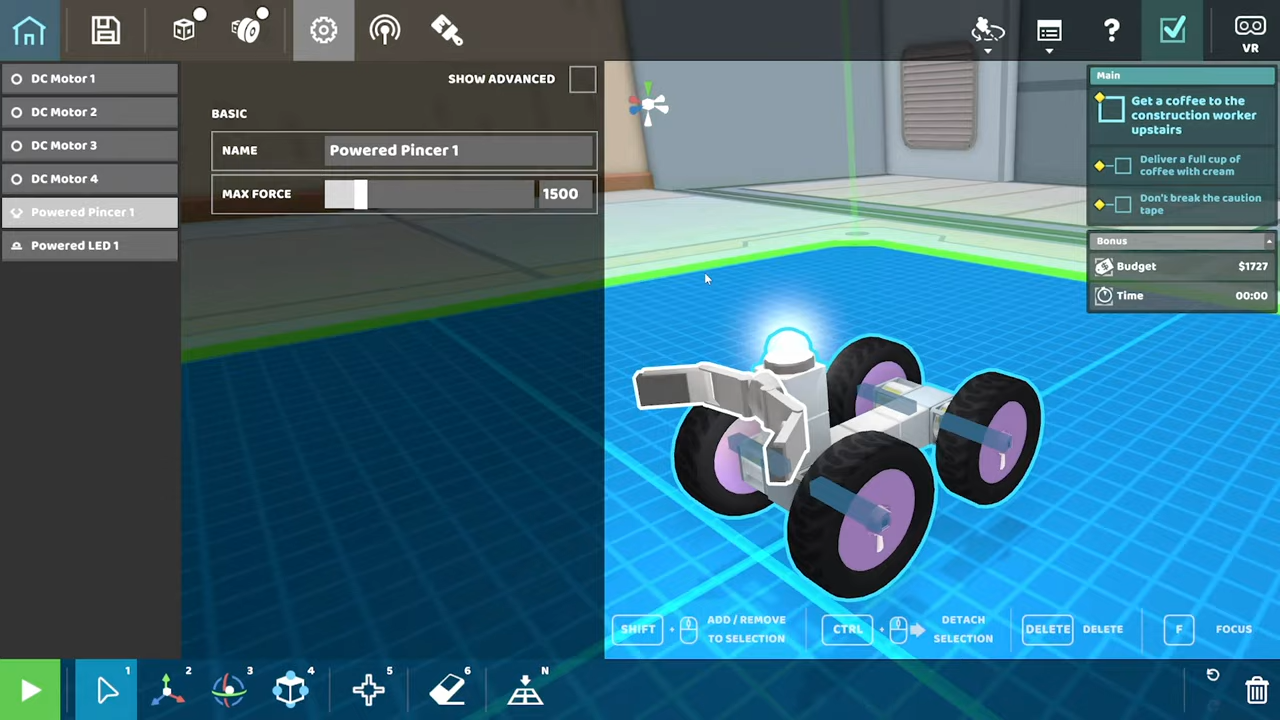 VR
DC Motor 1
DC Motor 2
DC Motor 3
DC Motor 4
Powered Pincer 1
Powered LED 1
SHOW ADVANCED
BASIC
NAME
Powered Pincer 1
MAX FORCE
1500
Main
Get a coffee to the
construction worker
upstairs
Deliver a full cup of
coffee with cream
Don't break the caution
tape
Bonus
Budget
$1727
Time
00:00
SHIFT
+
ADD / REMOVE
TO SELECTION
CTRL
+
DETACH
SELECTION
DELETE
DELETE
F
FOCUS
1
2
3
4
5
6
N
?